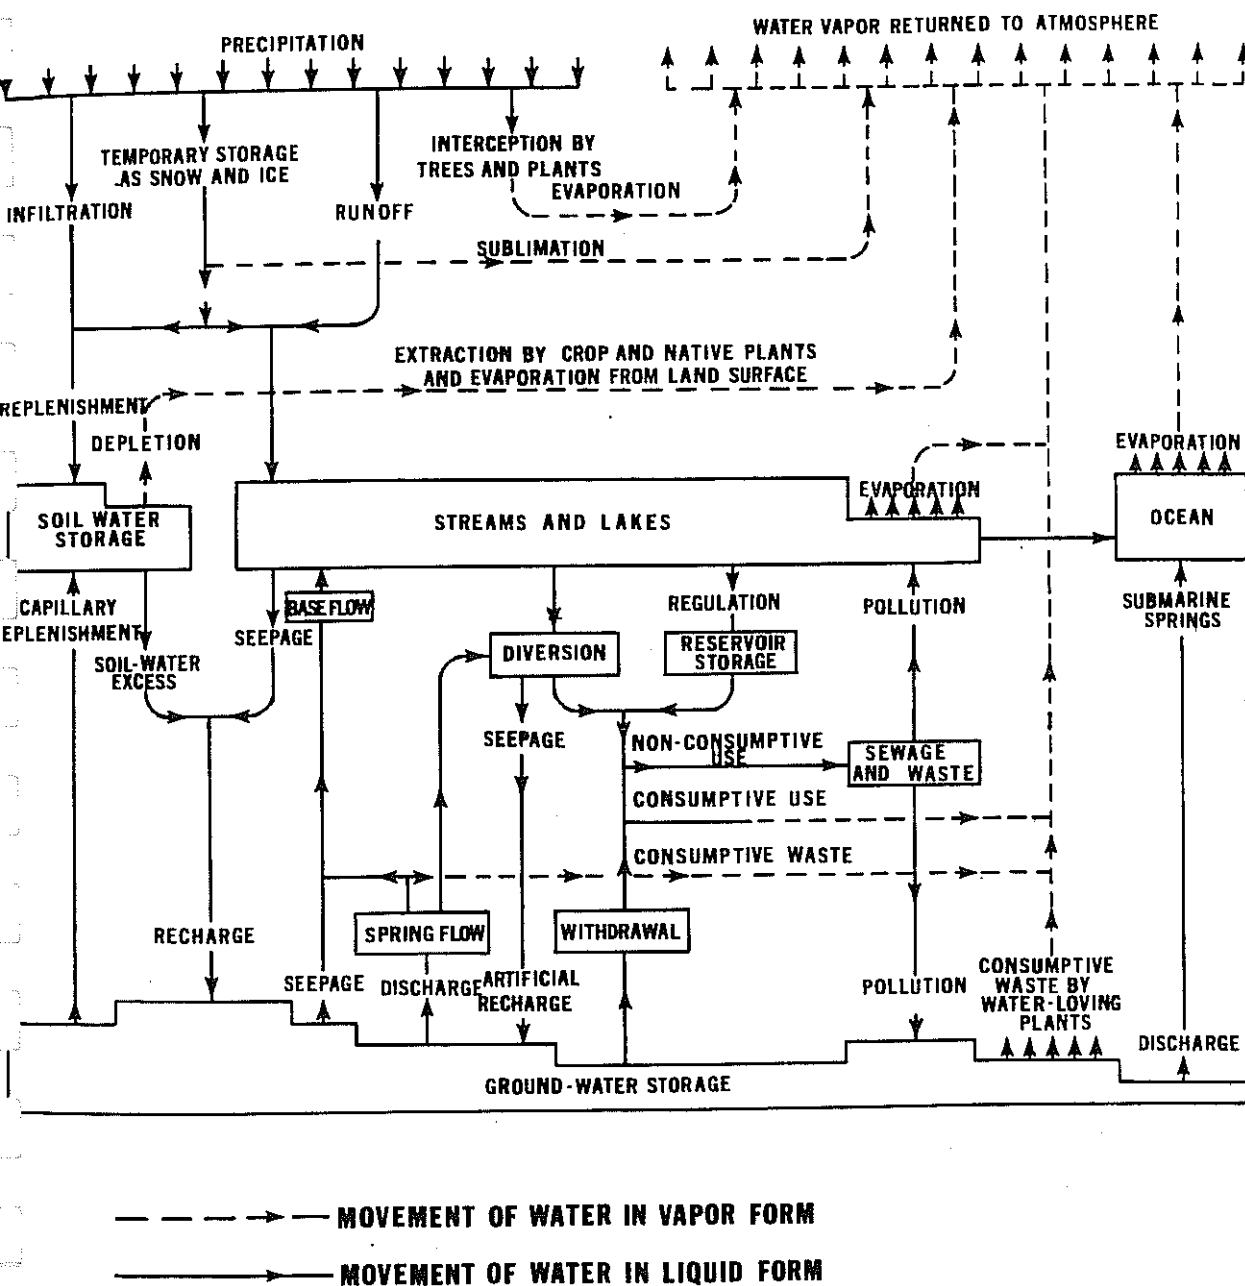 WATER VAPOR RETURNED TO ATMOSPHERE
PRECIPITATION
INTERCEPTION BY
TREES AND PLANTS
TEMPORARY STORAGE
AS SNOW AND ICE
EVAPORATION
INFILTRATION
RUNOFF
SUBLIMATION
EXTRACTION BY CROP AND NATIVE PLANTS
AND EVAPORATION FROM LAND SURFACE
REPLENISHMENT
DEPLETION
EVAPORATION
EVAPORATION
SOIL WATER
STORAGE
STREAMS AND LAKES
OCEAN
CAPILLARY
REPLENISHMENT
SEEPAGE
BASE FLOW
REGULATION
POLLUTION
SUBMARINE
SPRINGS
SOIL-WATER
EXCESS
DIVERSION
RESERVOIR
STORAGE
SEEPAGE
NON-CONSUMPTIVE
USE
SEWAGE
AND WASTE
CONSUMPTIVE USE
CONSUMPTIVE WASTE
RECHARGE
SPRING FLOW
WITHDRAWAL
SEEPAGE
DISCHARGE
ARTIFICIAL
RECHARGE
POLLUTION
CONSUMPTIVE
WASTE BY
WATER-LOVING
PLANTS
DISCHARGE
GROUND-WATER STORAGE
MOVEMENT OF WATER IN VAPOR FORM
MOVEMENT OF WATER IN LIQUID FORM